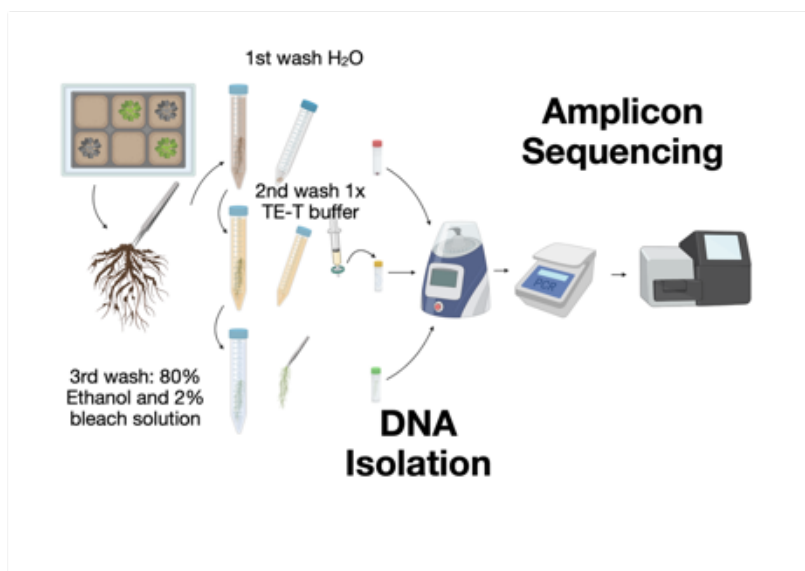 1st wash H₂O
Amplicon
Sequencing
2nd wash 1x
TE-T buffer
PCR
3rd wash: 80%
Ethanol and 2%
bleach solution
DNA
Isolation